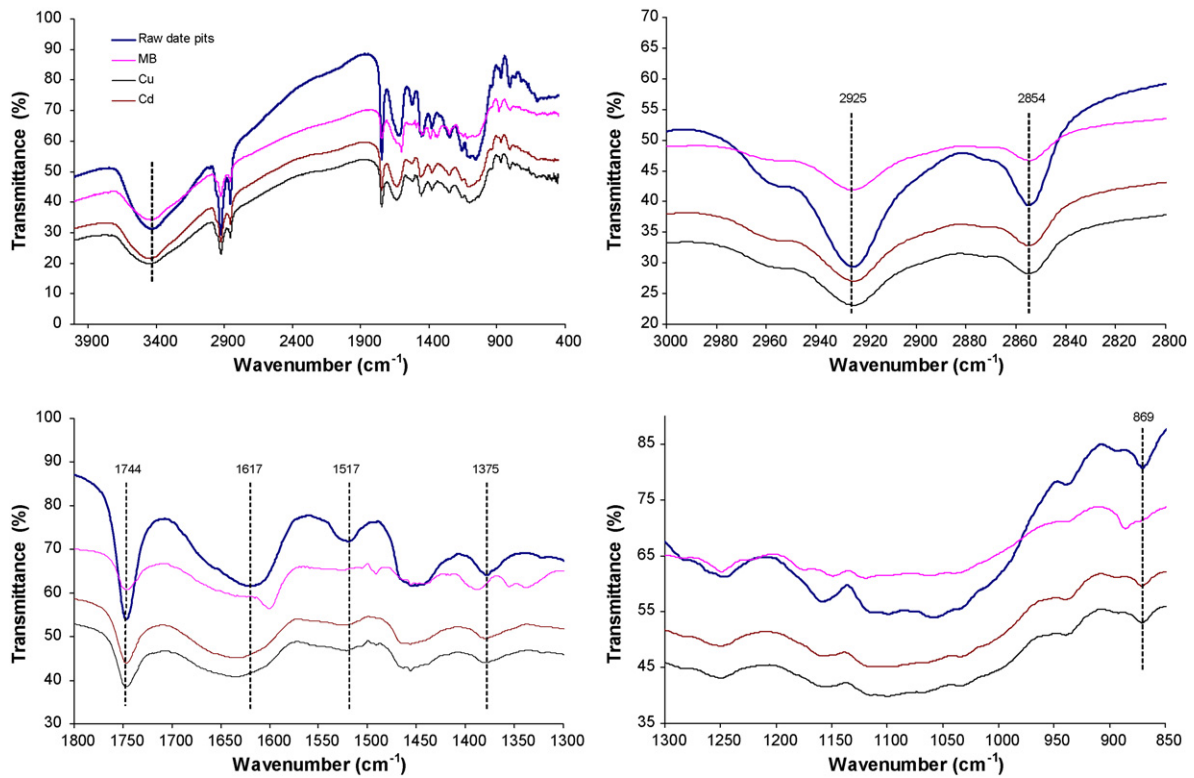 100
90
80
70
60
50
40
30
20
10
0
Transmittance (%)
Raw date pits
MB
Cu
Cd
3900 3400 2900 2400 1900 1400 900 400
Wavenumber (cm-1)
70
65
60
55
50
45
40
35
30
25
20
Transmittance (%)
2925 2854
3000 2980 2960 2940 2920 2900 2880 2860 2840 2820 2800
Wavenumber (cm-1)
100
90
80
70
60
50
40
30
Transmittance (%)
1744 1617 1517 1375
1800 1750 1700 1650 1600 1550 1500 1450 1400 1350 1300
Wavenumber (cm-1)
85
75
65
55
45
35
Transmittance (%)
869
1300 1250 1200 1150 1100 1050 1000 950 900 850
Wavenumber (cm-1)